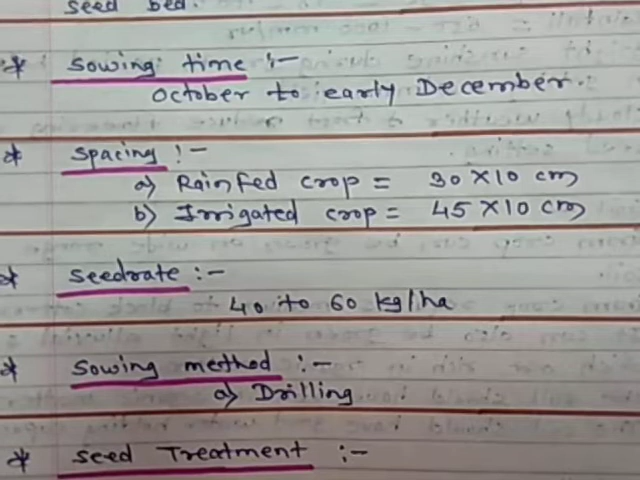 seed bed.
* Sowing time :-
October to early December.
* Spacing :-
a) Rainfed crop = 30 x 10 cm
b) Irrigated crop = 45 x 10 cm
* Seedrate :-
40 to 60 kg/ha
* Sowing method :-
a) Drilling
* Seed Treatment :-